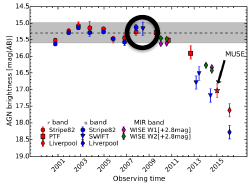 14.0
14.5
15.0
15.5
16.0
16.5
17.0
17.5
18.0
18.5
19.0
AGN brightness (mag[AB])
MUSE
r band
u band
MIR band
Stripe82
Stripe82
WISE W1[+2.8mag]
PTF
SWIFT
WISE W2[+2.8mag]
Liverpool
Liverpool
2001
2003
2005
2007
2009
2011
2013
2015
Observing time